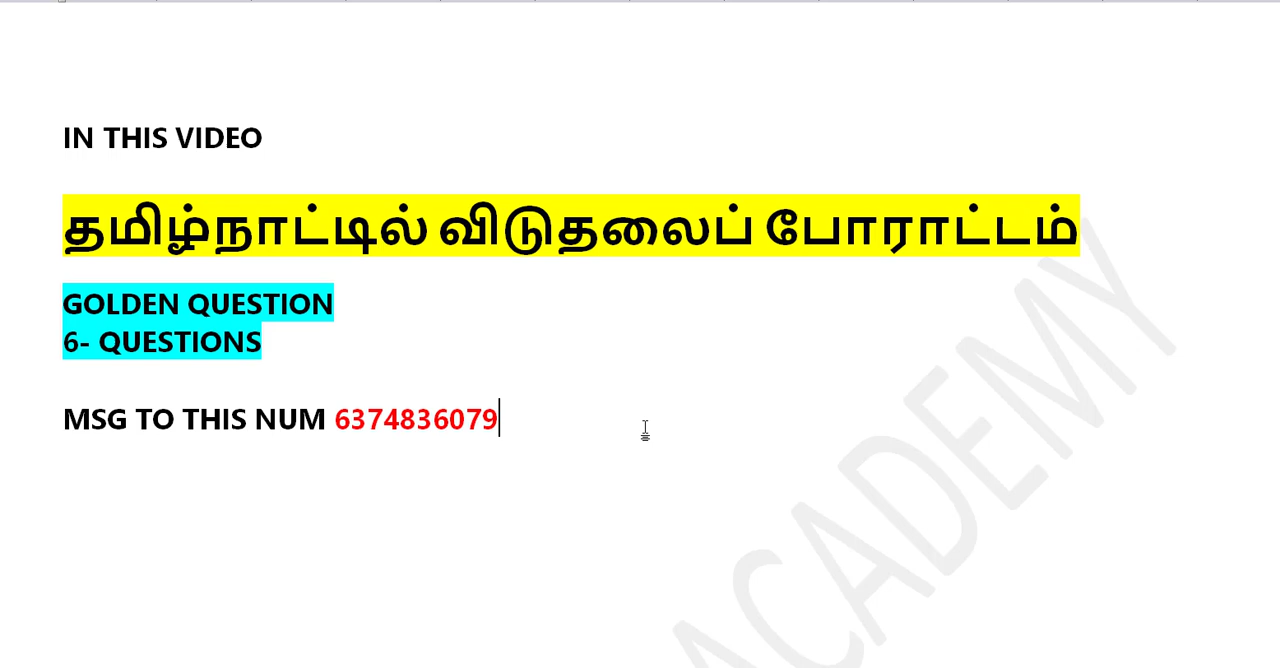 IN THIS VIDEO
தமிழ்நாட்டில் விடுதலைப் போராட்டம்
GOLDEN QUESTION
6- QUESTIONS
MSG TO THIS NUM 6374836079
ACADEMY